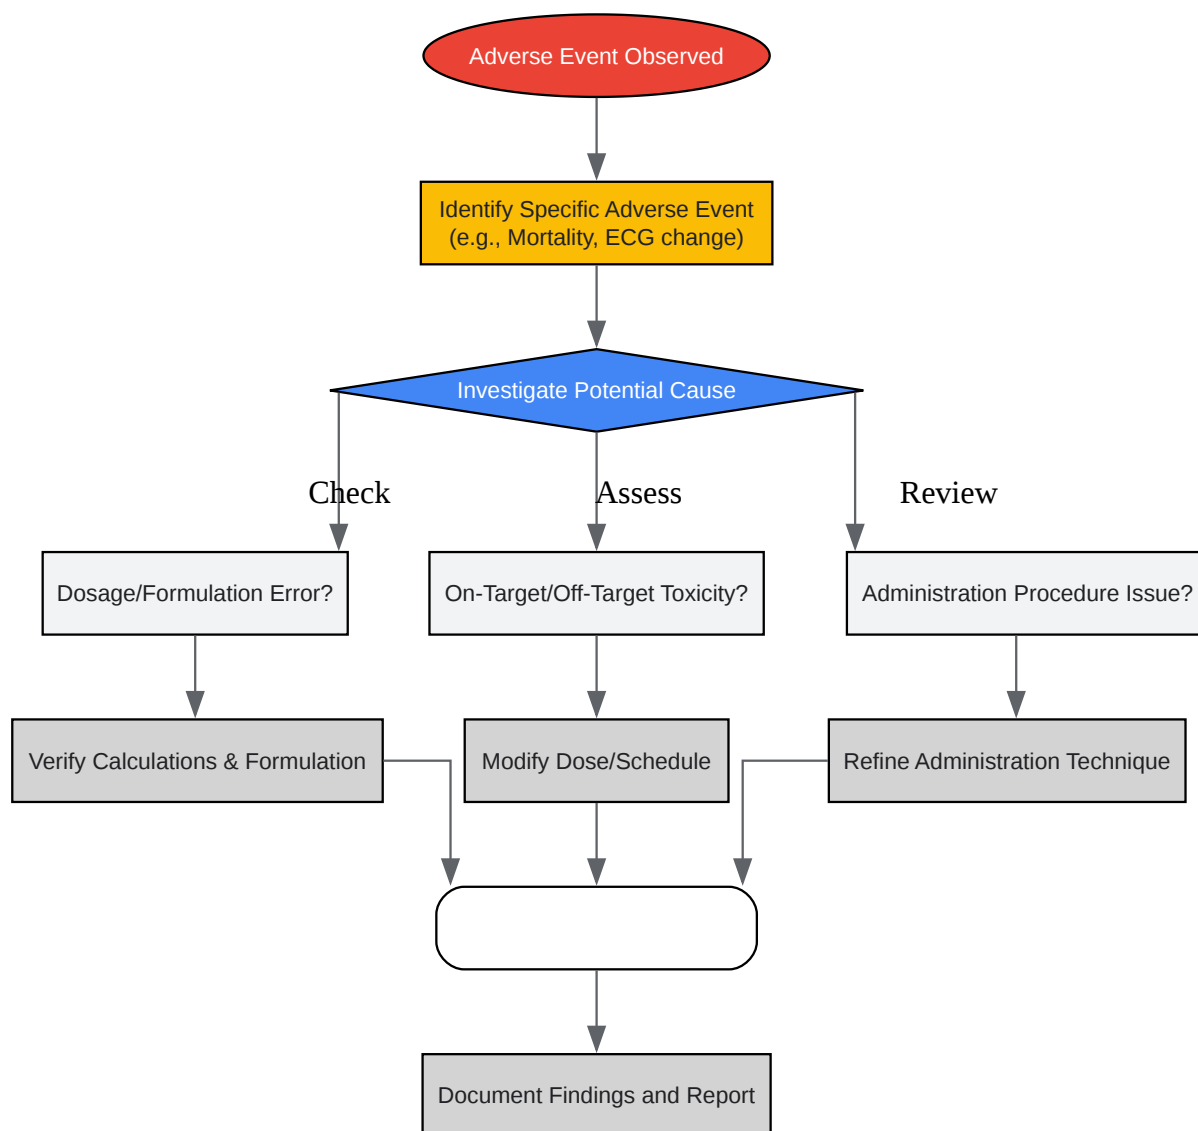 Adverse Event Observed
Identify Specific Adverse Event
(e.g., Mortality, ECG change)
Investigate Potential Cause
Check
Assess
Review
Dosage/Formulation Error?
On-Target/Off-Target Toxicity?
Administration Procedure Issue?
Verify Calculations & Formulation
Modify Dose/Schedule
Refine Administration Technique
Document Findings and Report